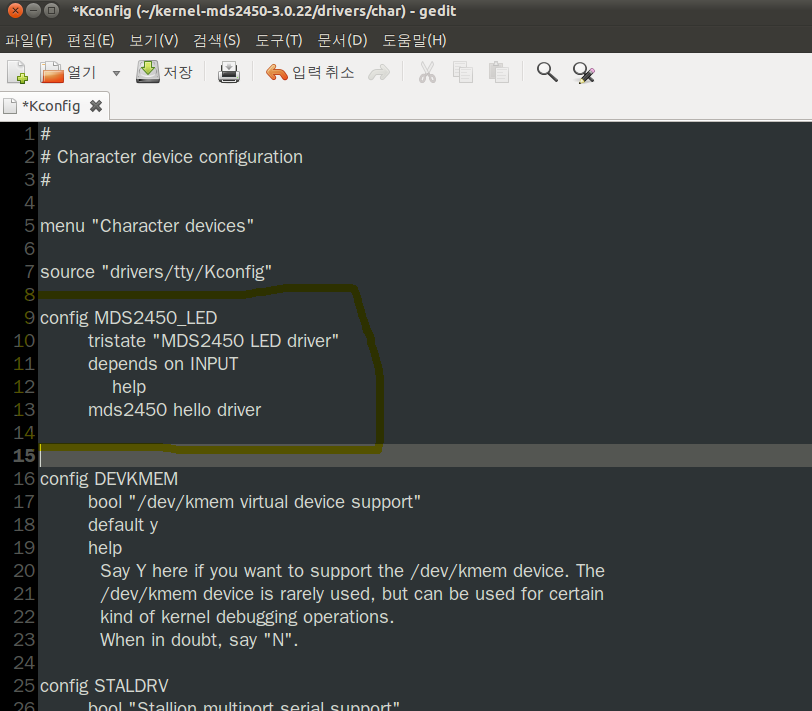 *Kconfig (~/kernel-mds2450-3.0.22/drivers/char) - gedit
파일(F) 편집(E) 보기(V) 검색(S) 도구(T) 문서(D) 도움말(H)
열기 저장 입력 취소
*Kconfig
1 #
2 # Character device configuration
3 #
4
5 menu "Character devices"
6
7 source "drivers/tty/Kconfig"
8
9 config MDS2450_LED
10 tristate "MDS2450 LED driver"
11 depends on INPUT
12 help
13 mds2450 hello driver
14
15
16 config DEVKMEM
17 bool "/dev/kmem virtual device support"
18 default y
19 help
20 Say Y here if you want to support the /dev/kmem device. The
21 /dev/kmem device is rarely used, but can be used for certain
22 kind of kernel debugging operations.
23 When in doubt, say "N".
24
25 config STALDRV
26 bool "Stallion multiport serial support"